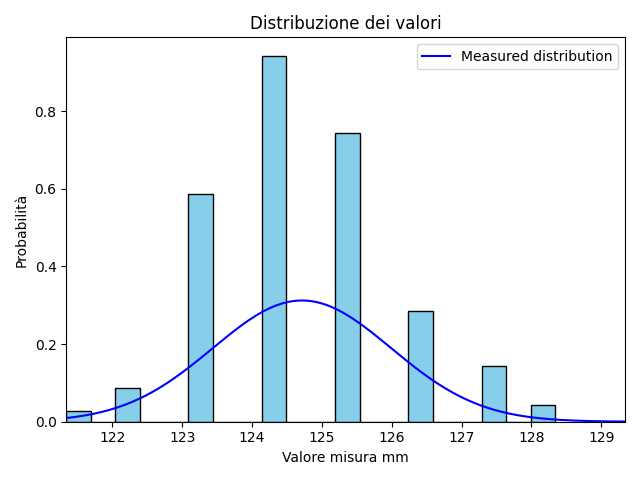 Distribuzione dei valori
Measured distribution
Probabilità
0.8
0.6
0.4
0.2
0.0
122 123 124 125 126 127 128 129
Valore misura mm